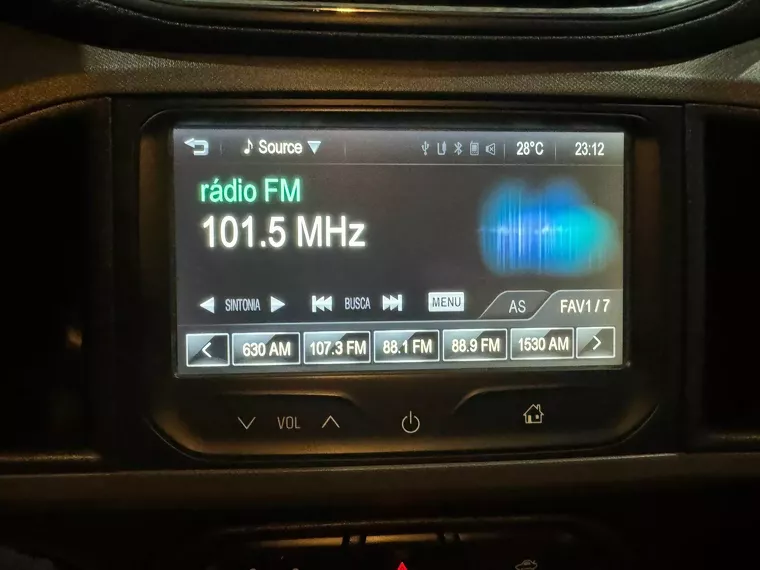 Source 28°C 23:12
rádio FM
101.5 MHz
SINTONIA BUSCA MENU AS FAV1 / 7
630 AM 107.3 FM 88.1 FM 88.9 FM 1530 AM
VOL